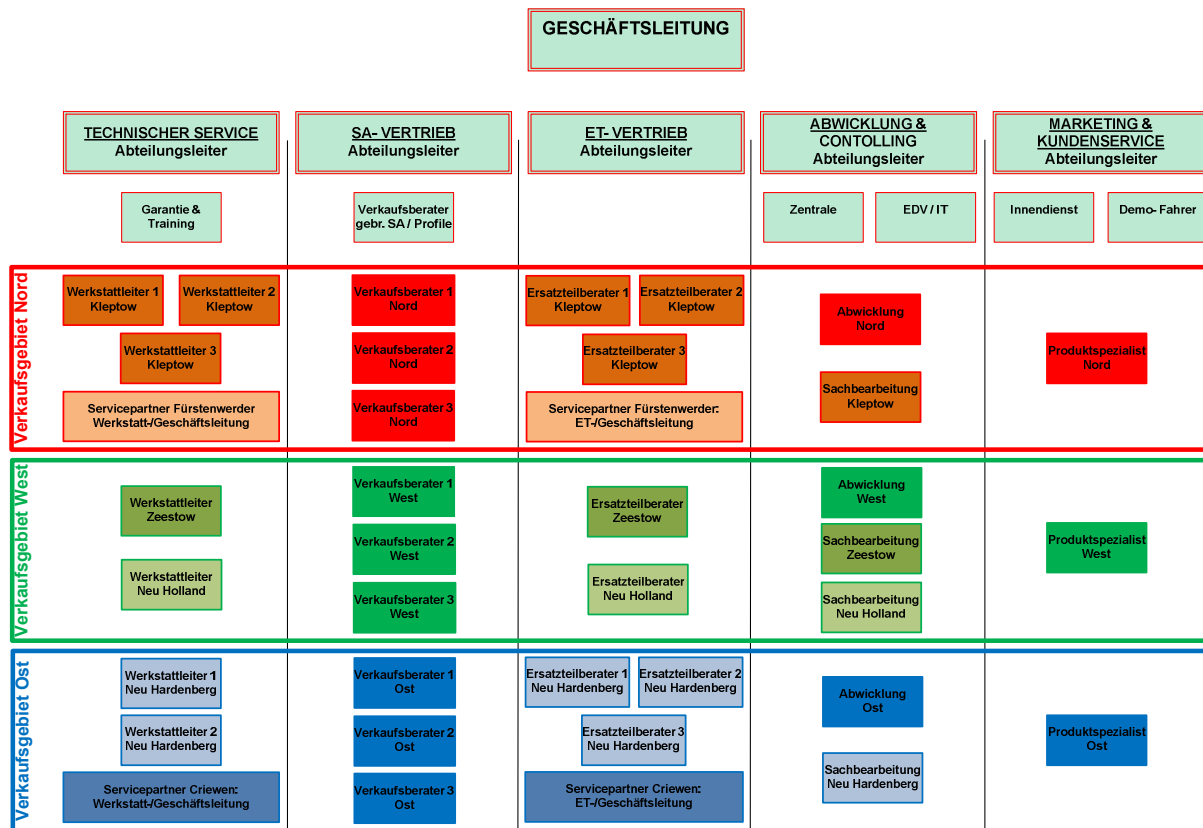 GESCHÄFTSLEITUNG
TECHNISCHER SERVICE
Abteilungsleiter
SA- VERTRIEB
Abteilungsleiter
ET- VERTRIEB
Abteilungsleiter
ABWICKLUNG &
CONTOLLING
Abteilungsleiter
MARKETING &
KUNDENSERVICE
Abteilungsleiter
Garantie &
Training
Verkaufsberater
gebr. SA / Profile
Zentrale
EDV / IT
Innendienst
Demo- Fahrer
Verkaufsgebiet Nord
Werkstattleiter 1
Kleptow
Werkstattleiter 2
Kleptow
Werkstattleiter 3
Kleptow
Servicepartner Fürstenwerder
Werkstatt-/Geschäftsleitung
Verkaufsberater 1
Nord
Verkaufsberater 2
Nord
Verkaufsberater 3
Nord
Ersatzteilberater 1
Kleptow
Ersatzteilberater 2
Kleptow
Ersatzteilberater 3
Kleptow
Servicepartner Fürstenwerder:
ET-/Geschäftsleitung
Abwicklung
Nord
Sachbearbeitung
Kleptow
Produktspezialist
Nord
Verkaufsgebiet West
Werkstattleiter
Zeestow
Werkstattleiter
Neu Holland
Verkaufsberater 1
West
Verkaufsberater 2
West
Verkaufsberater 3
West
Ersatzteilberater
Zeestow
Ersatzteilberater
Neu Holland
Abwicklung
West
Sachbearbeitung
Zeestow
Sachbearbeitung
Neu Holland
Produktspezialist
West
Verkaufsgebiet Ost
Werkstattleiter 1
Neu Hardenberg
Werkstattleiter 2
Neu Hardenberg
Servicepartner Criewen:
Werkstatt-/Geschäftsleitung
Verkaufsberater 1
Ost
Verkaufsberater 2
Ost
Verkaufsberater 3
Ost
Ersatzteilberater 1
Neu Hardenberg
Ersatzteilberater 2
Neu Hardenberg
Ersatzteilberater 3
Neu Hardenberg
Servicepartner Criewen:
ET-/Geschäftsleitung
Abwicklung
Ost
Sachbearbeitung
Neu Hardenberg
Produktspezialist
Ost